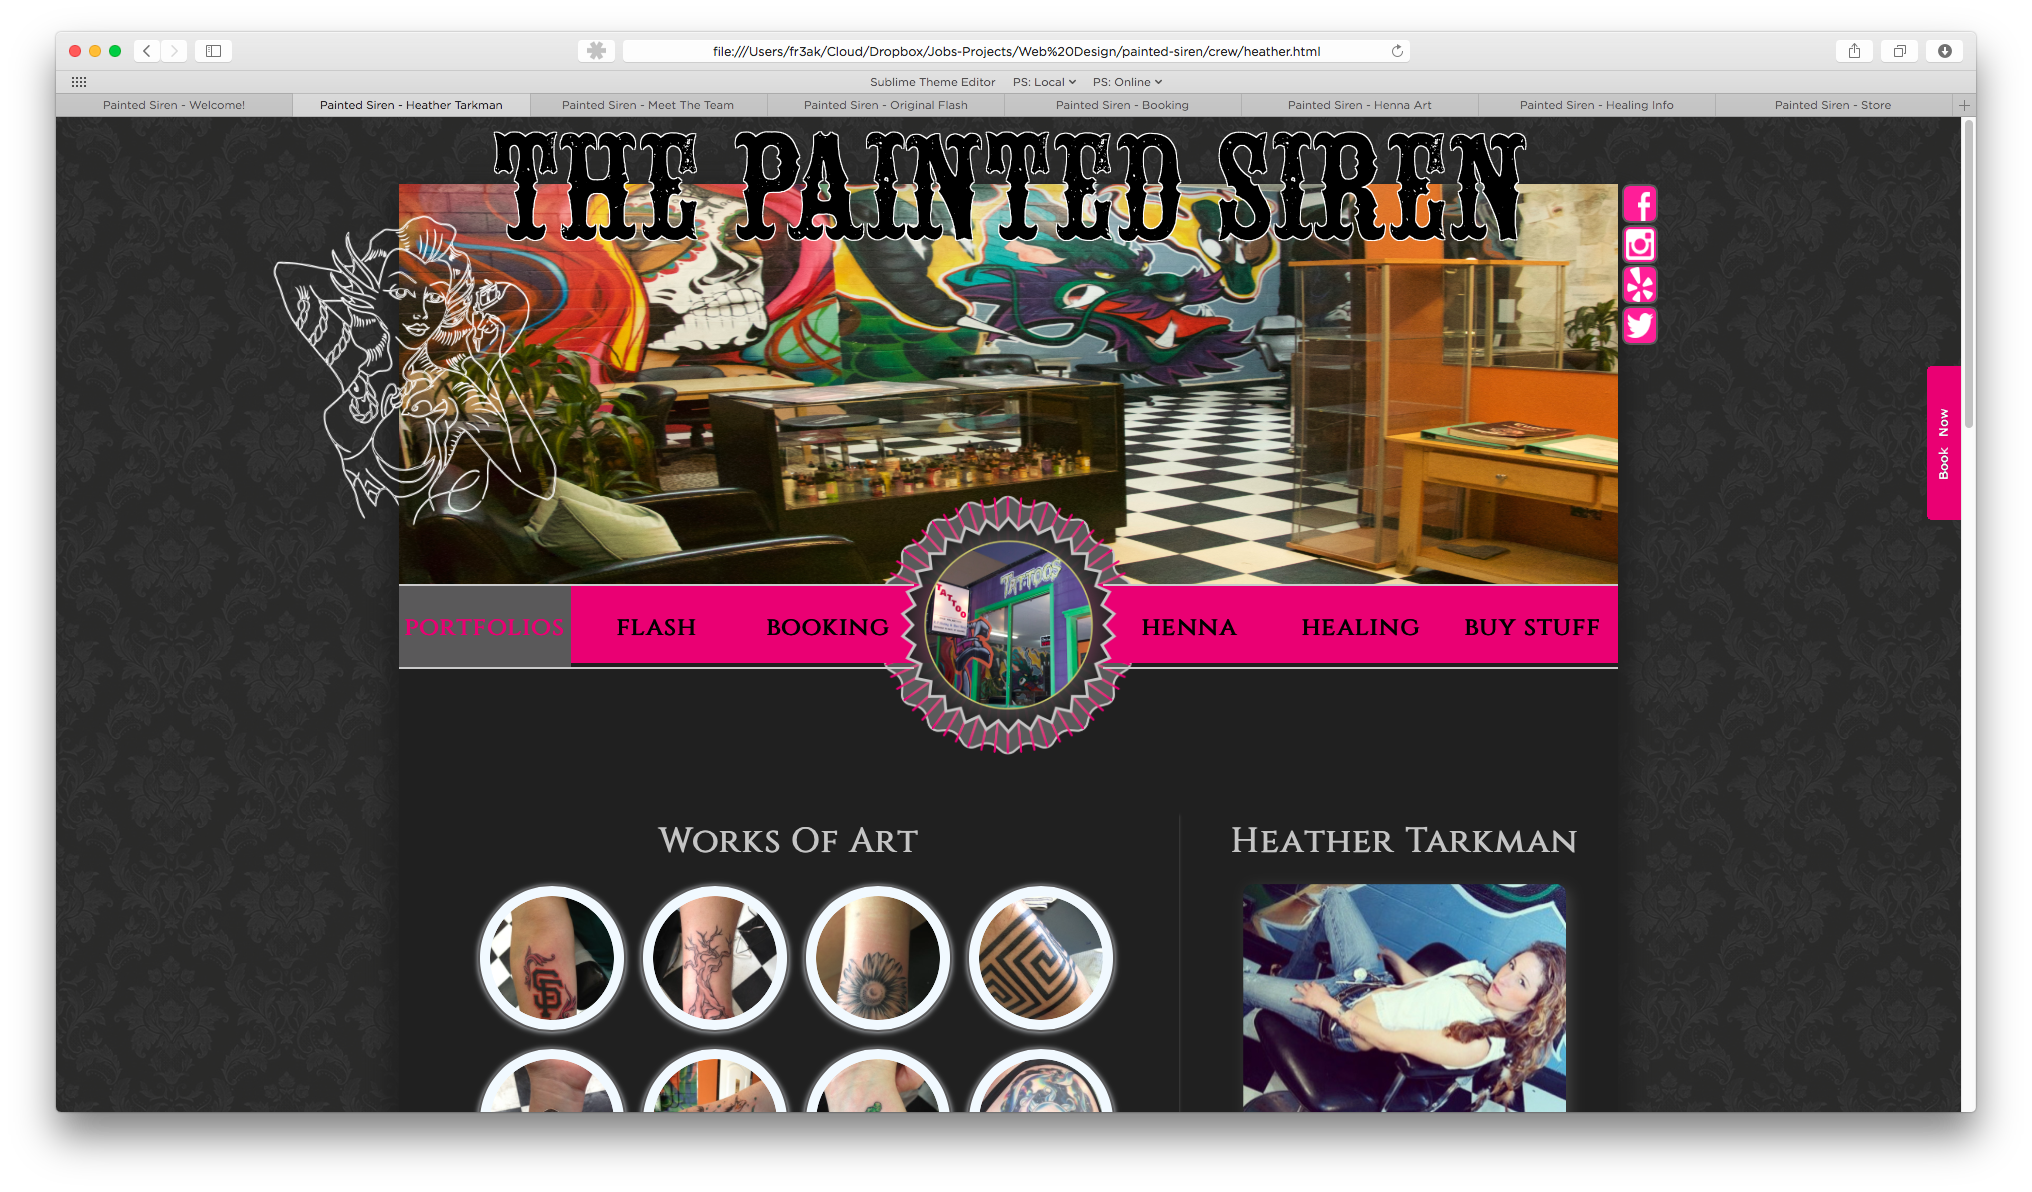 file:///Users/fr3ak/Cloud/Dropbox/Jobs-Projects/Web%20Design/painted-siren/crew/heather.html
Sublime Theme Editor PS: Local PS: Online
Painted Siren - Welcome! Painted Siren - Heather Tarkman Painted Siren - Meet The Team Painted Siren - Original Flash Painted Siren - Booking Painted Siren - Henna Art Painted Siren - Healing Info Painted Siren - Store
THE PAINTED SIREN
Book Now
TATTOOS
TATTOO
PORTFOLIOS FLASH BOOKING HENNA HEALING BUY STUFF
WORKS OF ART HEATHER TARKMAN
SF